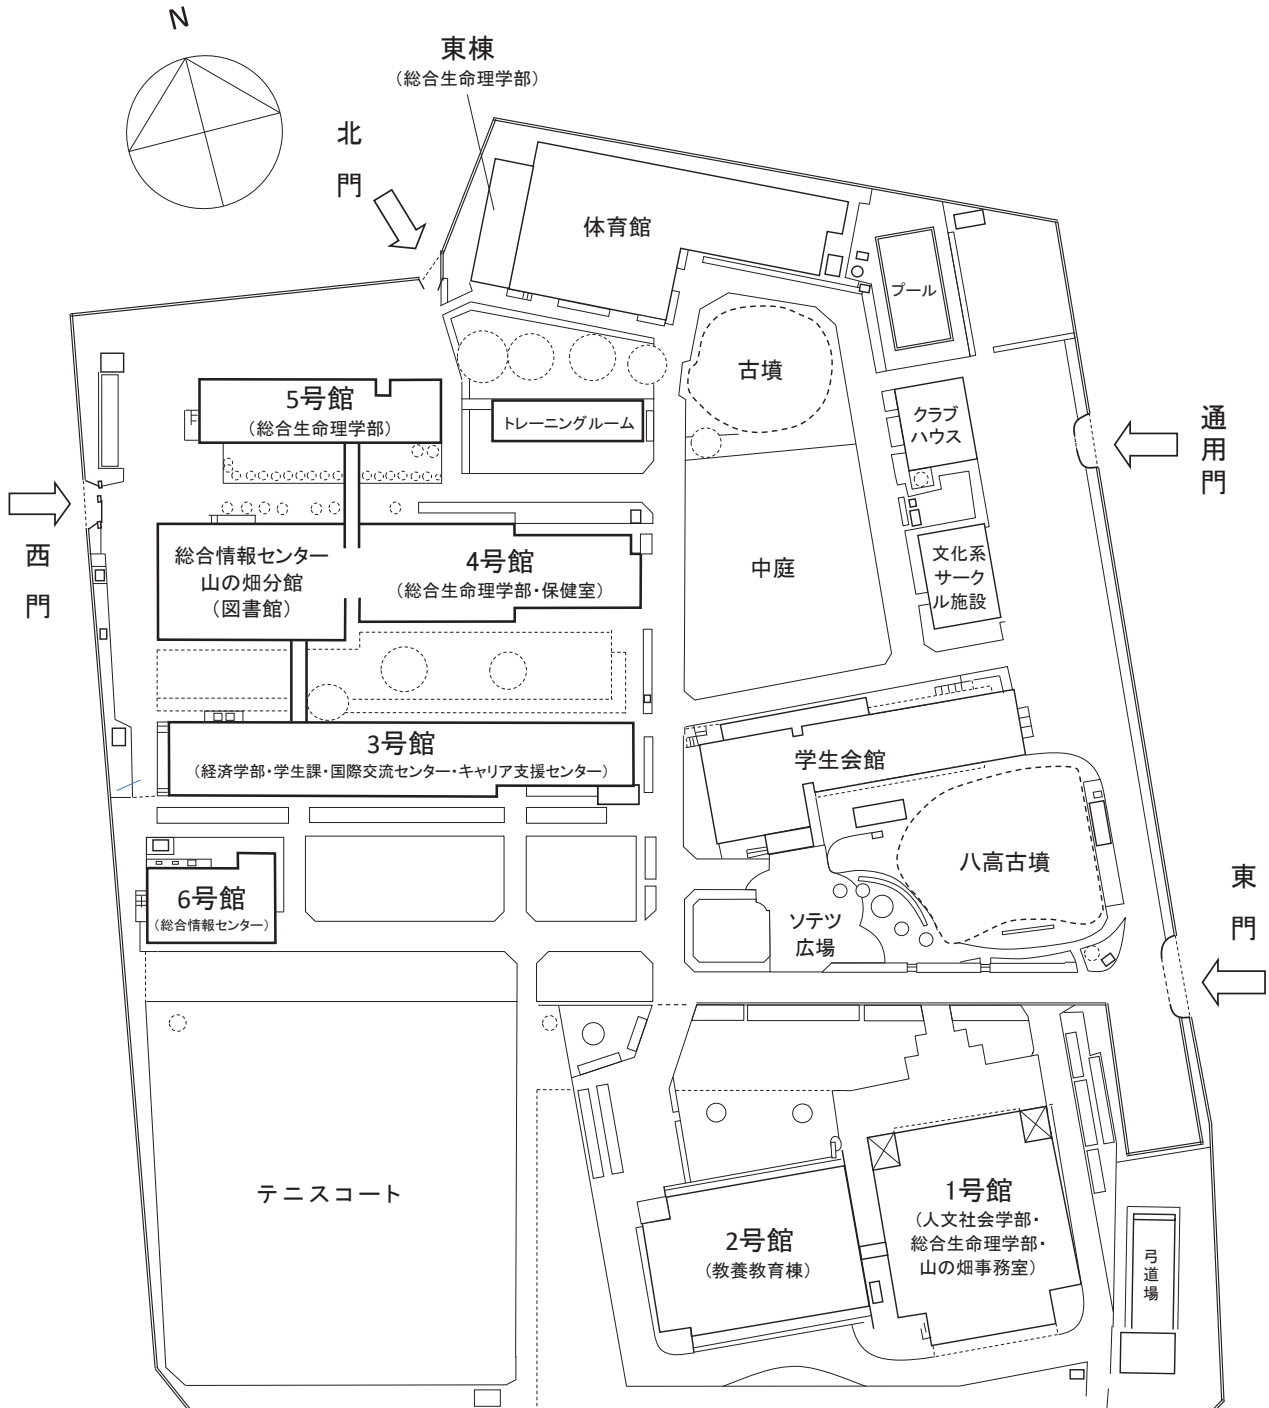 N
東棟
（総合生命理学部）
北門
体育館
プール
古墳
5号館
（総合生命理学部）
トレーニングルーム
クラブ
ハウス
通用門
西門
総合情報センター
山の畑分館
（図書館）
4号館
（総合生命理学部・保健室）
中庭
文化系
サーク
ル施設
3号館
（経済学部・学生課・国際交流センター・キャリア支援センター）
学生会館
6号館
（総合情報センター）
八高古墳
ソテツ
広場
東門
テニスコート
2号館
（教養教育棟）
1号館
（人文社会学部・
総合生命理学部・
山の畑事務室）
弓道場